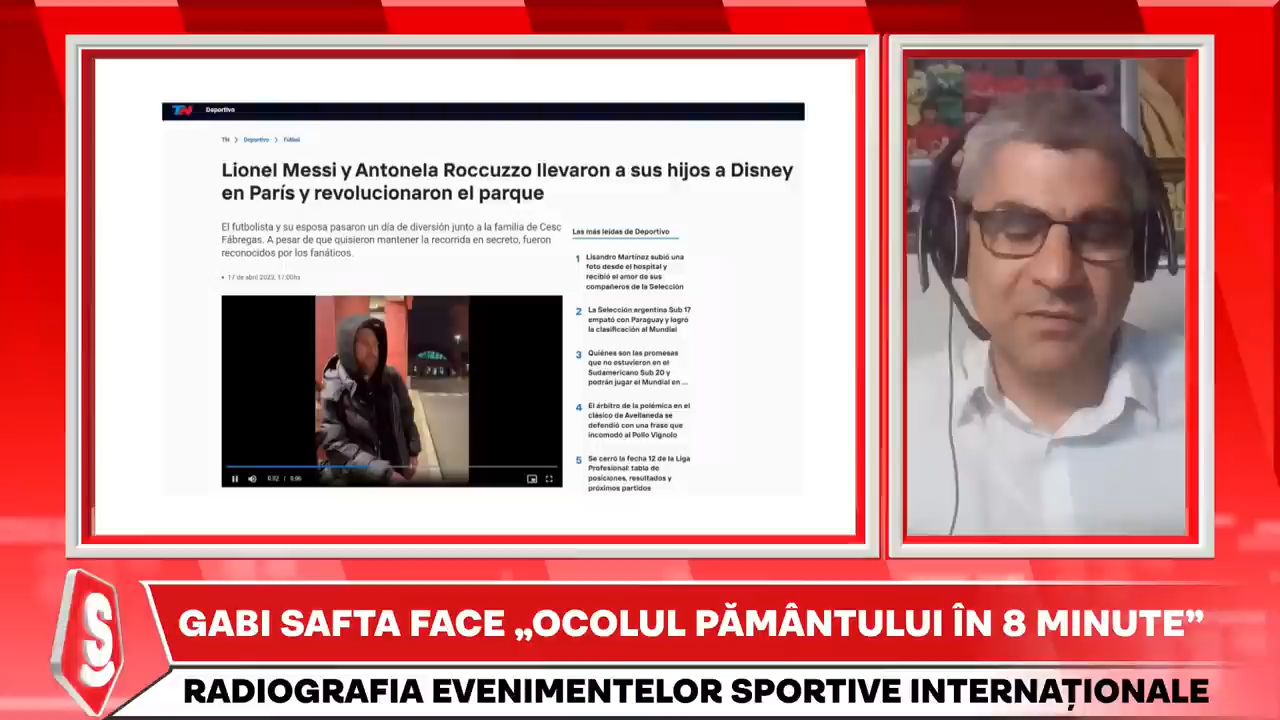 TN Deportivo
TN > Deportivo > Fútbol
Lionel Messi y Antonela Roccuzzo llevaron a sus hijos a Disney
en París y revolucionaron el parque
El futbolista y su esposa pasaron un día de diversión junto a la familia de Cesc
Fábregas. A pesar de que quisieron mantener la recorrida en secreto, fueron
reconocidos por los fanáticos.
• 17 de abril 2023, 17:00hs
Las más leídas de Deportivo
1 Lisandro Martínez subió una
foto desde el hospital y
recibió el amor de sus
compañeros de la Selección
2 La Selección argentina Sub 17
empató con Paraguay y logró
la clasificación al Mundial
3 Quiénes son las promesas
que no estuvieron en el
Sudamericano Sub 20 y
podrán jugar el Mundial en ...
4 El árbitro de la polémica en el
clásico de Avellaneda se
defendió con una frase que
incomodó al Pollo Vignolo
5 Se cerró la fecha 12 de la Liga
Profesional: tabla de
posiciones, resultados y
próximos partidos
0:02 / 0:06
GABI SAFTA FACE „OCOLUL PĂMÂNTULUI ÎN 8 MINUTE”
RADIOGRAFIA EVENIMENTELOR SPORTIVE INTERNAȚIONALE